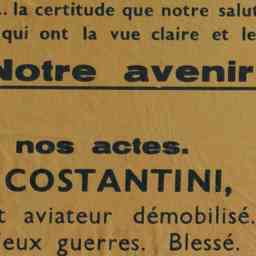 .. la certitude que notre salut
qui ont la vue claire et le
Notre avenir
nos actes.
COSTANTINI,
t aviateur démobilisé.
eux guerres. Blessé.